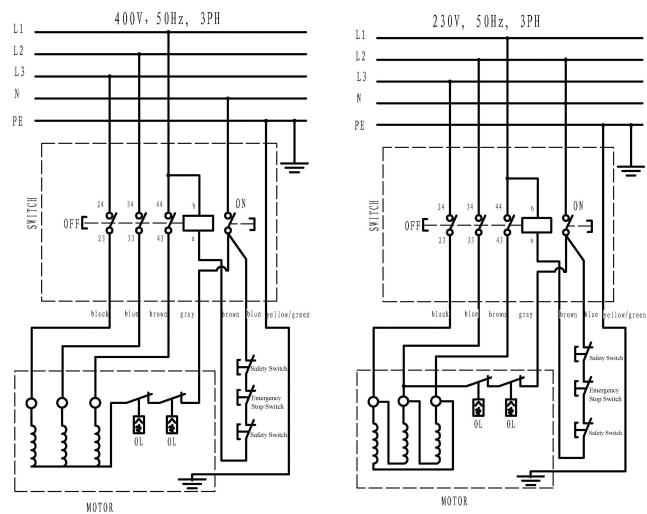 400V, 50Hz, 3PH
L1
L2
L3
N
PE
SWITCH
24
34
44
b
ON
OFF
23
33
43
a
black
blue
brown
gray
brown
blue
yellow/green
Safety Switch
Emergency
Stop Switch
Safety Switch
OL
OL
MOTOR
230V, 50Hz, 3PH
L1
L2
L3
N
PE
SWITCH
24
34
44
b
ON
OFF
23
33
43
a
black
blue
brown
gray
brown
blue
yellow/green
Safety Switch
Emergency
Stop Switch
Safety Switch
OL
OL
MOTOR